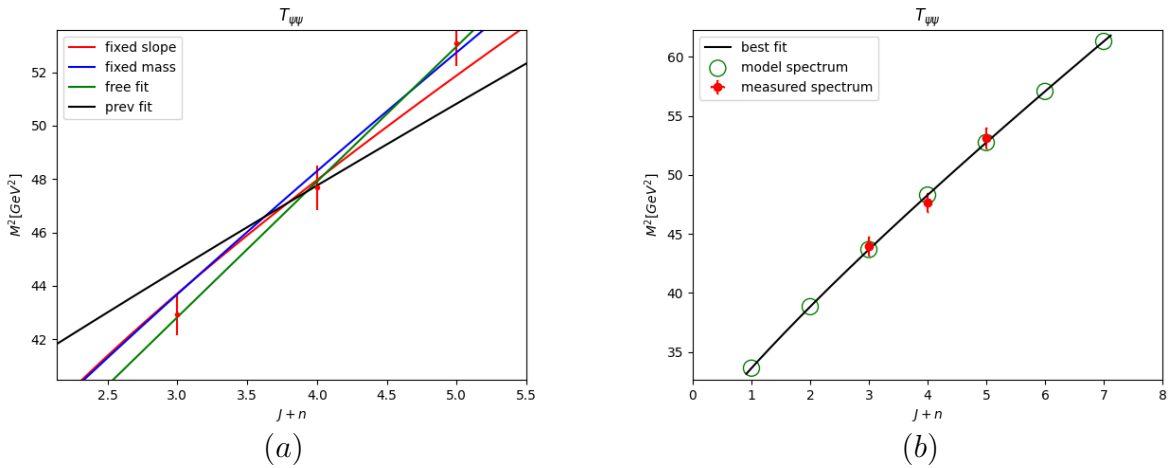 T_ψψ
fixed slope
fixed mass
free fit
prev fit
M²[GeV²]
52
50
48
46
44
42
2.5 3.0 3.5 4.0 4.5 5.0 5.5
J + n
(a)
T_ψψ
best fit
model spectrum
measured spectrum
M²[GeV²]
60
55
50
45
40
35
0 1 2 3 4 5 6 7 8
J + n
(b)